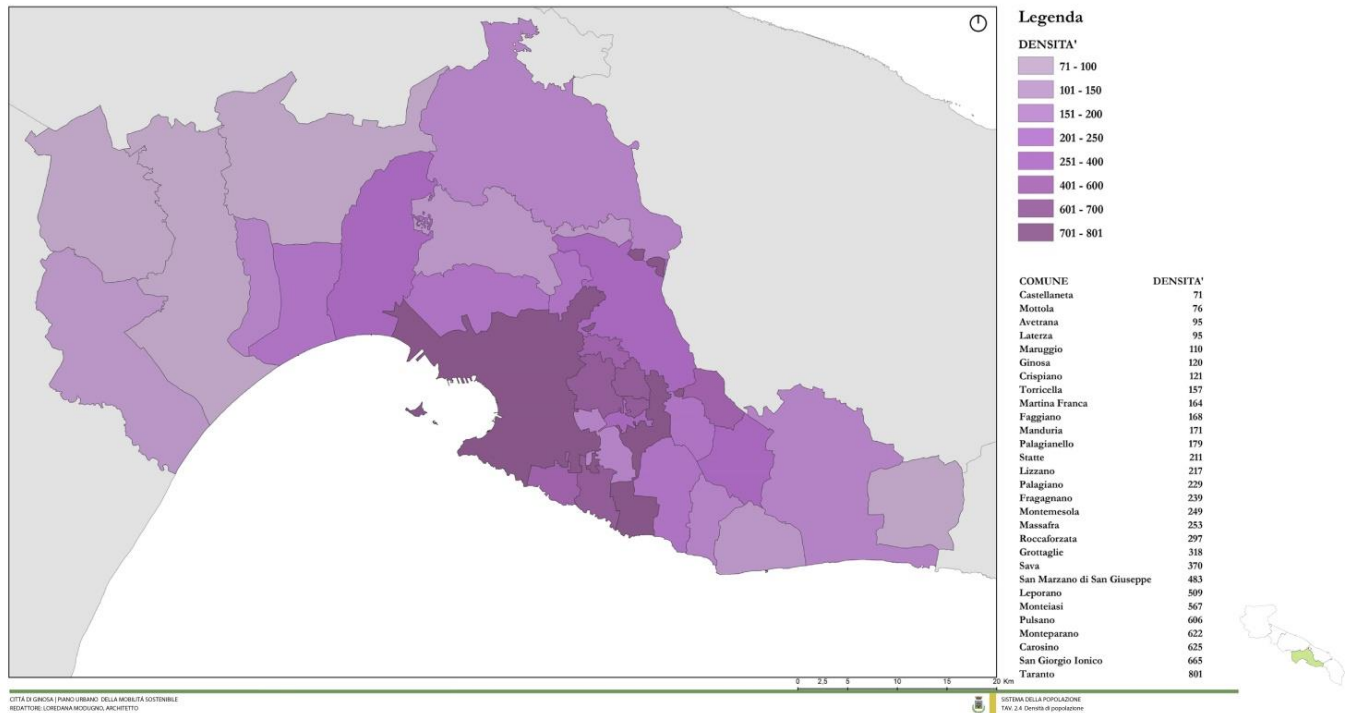 Legenda
DENSITA'
71 - 100
101 - 150
151 - 200
201 - 250
251 - 400
401 - 600
601 - 700
701 - 801
COMUNE DENSITA'
Castellaneta 71
Mottola 76
Avetrana 95
Laterza 95
Maruggio 110
Ginosa 120
Crispiano 121
Torricella 157
Martina Franca 164
Faggiano 168
Manduria 171
Palagianello 179
Statte 211
Lizzano 217
Palagiano 229
Fragagnano 239
Montemesola 249
Massafra 253
Roccaforzata 297
Grottaglie 318
Sava 370
San Marzano di San Giuseppe 483
Leporano 509
Monteiasi 567
Pulsano 606
Monteparano 622
Carosino 625
San Giorgio Ionico 665
Taranto 801
0 2,5 5 10 15 20 Km
CITTÀ DI GINOSA | PIANO URBANO DELLA MOBILITÀ SOSTENIBILE
REDATTORE: LOREDANA MODUGNO, ARCHITETTO
SISTEMA DELLA POPOLAZIONE
TAV. 2.4 Densità di popolazione